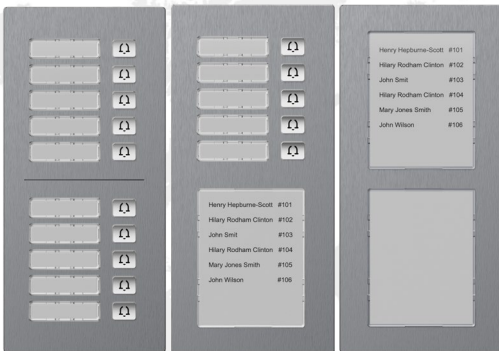 Henry Hepburne-Scott #101
Hilary Rodham Clinton #102
John Smit #103
Hilary Rodham Clinton #104
Mary Jones Smith #105
John Wilson #106
Henry Hepburne-Scott #101
Hilary Rodham Clinton #102
John Smit #103
Hilary Rodham Clinton #104
Mary Jones Smith #105
John Wilson #106